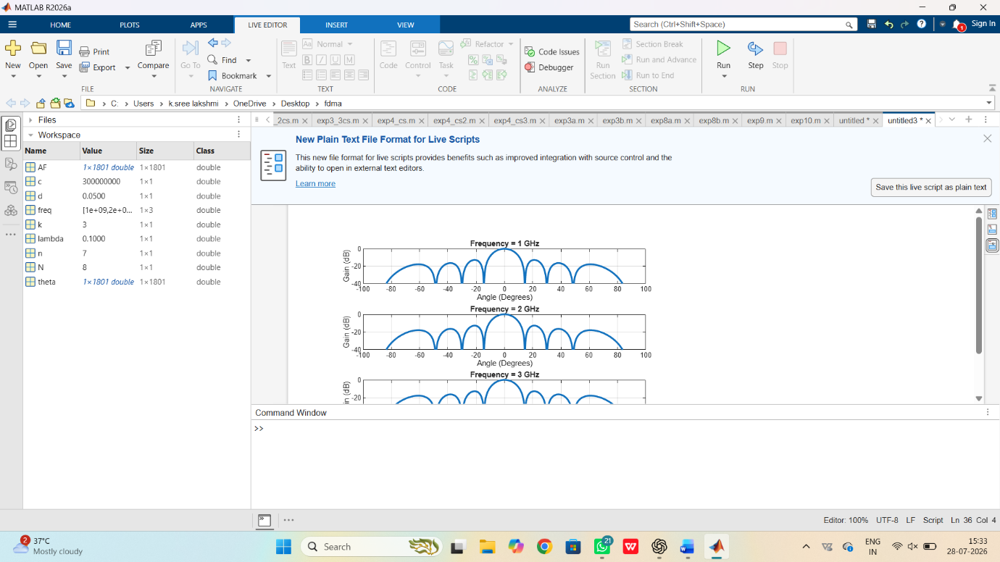 MATLAB R2026a
HOME PLOTS APPS LIVE EDITOR INSERT VIEW Search (Ctrl+Shift+Space) 1 Sign In
New Open Save Print Export Compare Go To Find Bookmark Text Aa Normal B I U M Code Control Task Refactor Code Issues Debugger Run Section Section Break Run and Advance Run to End Run Step Stop
FILE NAVIGATE TEXT CODE ANALYZE SECTION RUN
C: Users k.sree lakshmi OneDrive Desktop fdma
Files
_2cs.m exp3_3cs.m exp4_cs.m exp4_cs2.m exp4_cs3.m exp3a.m exp3b.m exp8a.m exp8b.m exp9.m exp10.m untitled * untitled3 *
Workspace
Name Value Size Class
AF 1×1801 double 1×1801 double
c 300000000 1×1 double
d 0.0500 1×1 double
freq [1e+09,2e+0... 1×3 double
k 3 1×1 double
lambda 0.1000 1×1 double
n 7 1×1 double
N 8 1×1 double
theta 1×1801 double 1×1801 double
New Plain Text File Format for Live Scripts
This new file format for live scripts provides benefits such as improved integration with source control and the
ability to open in external text editors.
Learn more
Save this live script as plain text
Frequency = 1 GHz
Gain (dB)
0
-20
-40
-100 -80 -60 -40 -20 0 20 40 60 80 100
Angle (Degrees)
Frequency = 2 GHz
Gain (dB)
0
-20
-40
-100 -80 -60 -40 -20 0 20 40 60 80 100
Angle (Degrees)
Frequency = 3 GHz
in (dB)
0
-20
Command Window
>>
Editor: 100% UTF-8 LF Script Ln 36 Col 4
2 37°C
Mostly cloudy
Search
21
ENG
IN
15:33
28-07-2026